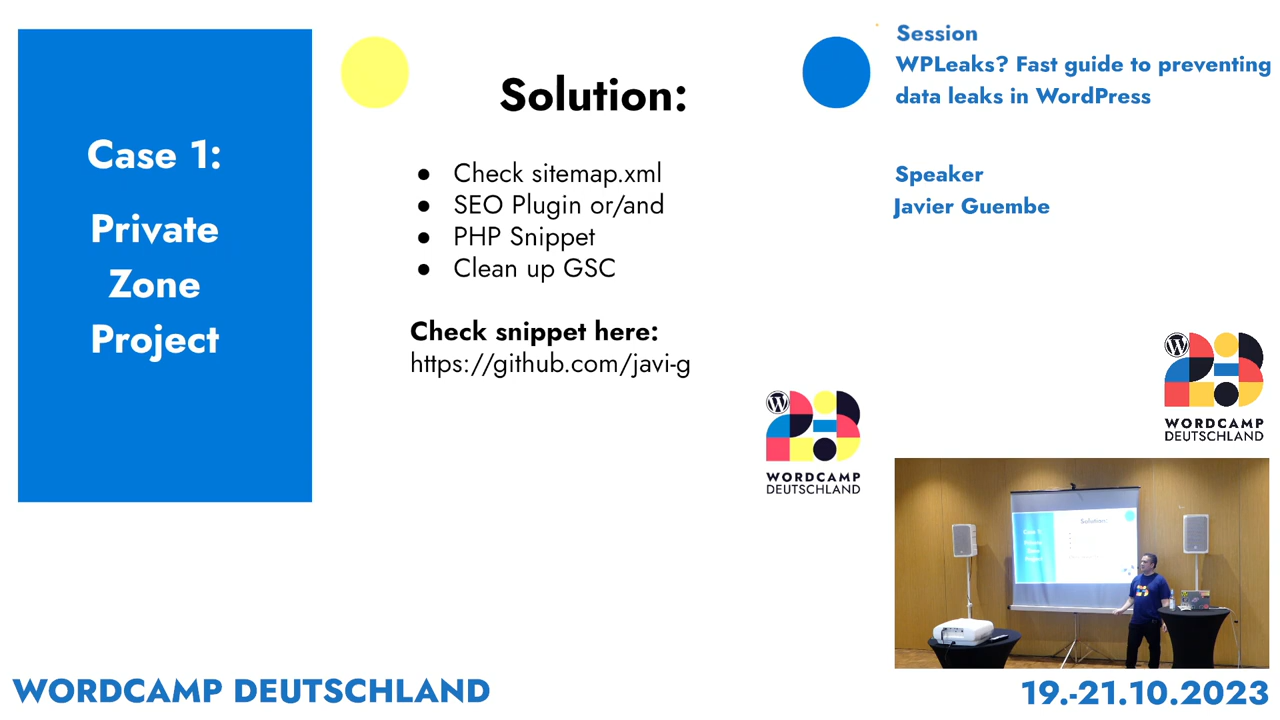 Case 1:
Private
Zone
Project
Solution:
● Check sitemap.xml
● SEO Plugin or/and
● PHP Snippet
● Clean up GSC
Check snippet here:
https://github.com/javi-g
WORDCAMP
DEUTSCHLAND
Session
WPLeaks? Fast guide to preventing
data leaks in WordPress
Speaker
Javier Guembe
WORDCAMP
DEUTSCHLAND
Solution:
WORDCAMP DEUTSCHLAND
19.-21.10.2023